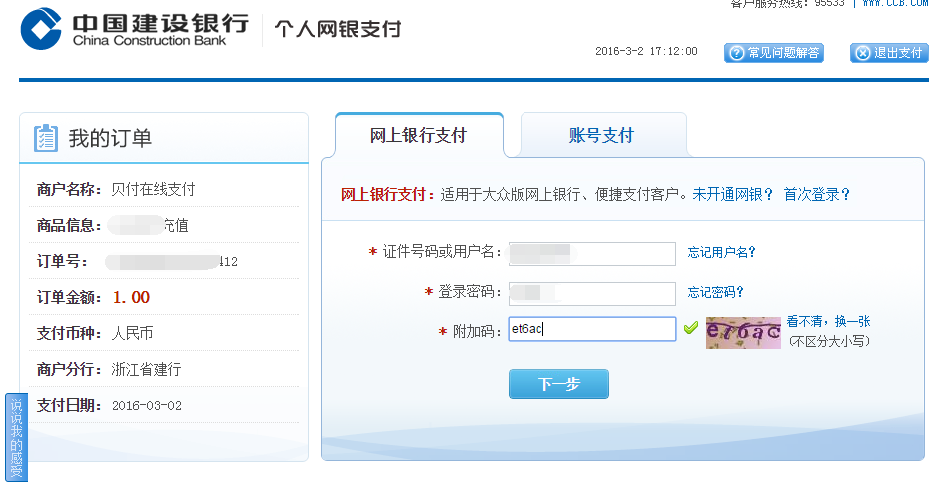 客户服务热线：95533 | WWW.CCB.COM
中国建设银行 个人网银支付
China Construction Bank
2016-3-2 17:12:00 常见问题解答 退出支付
我的订单
商户名称： 贝付在线支付
商品信息： 充值
订单号： 412
订单金额： 1.00
支付币种： 人民币
商户分行： 浙江省建行
支付日期： 2016-03-02
说说我的感受
网上银行支付 账号支付
网上银行支付：适用于大众版网上银行、便捷支付客户。未开通网银？ 首次登录？
* 证件号码或用户名： 忘记用户名？
* 登录密码： 忘记密码？
* 附加码： et6ac et6ac 看不清，换一张
（不区分大小写）
下一步